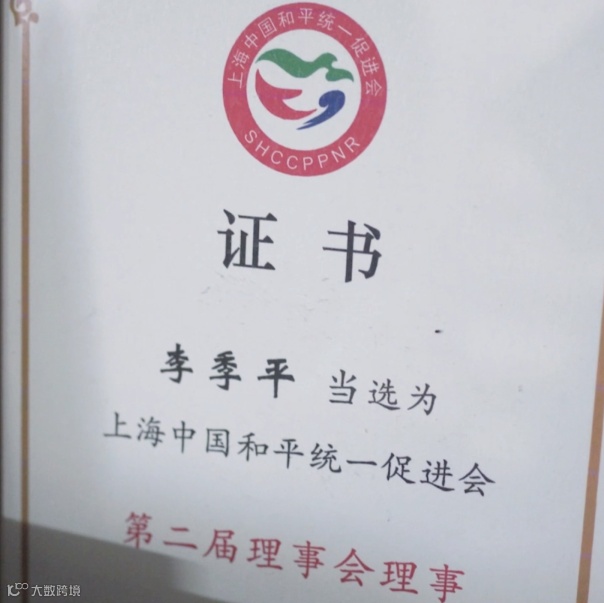 上海中国和平统一促进会
SHCCPPNR
证书
李季平 当选为
上海中国和平统一促进会
第二届理事会理事
大数跨境